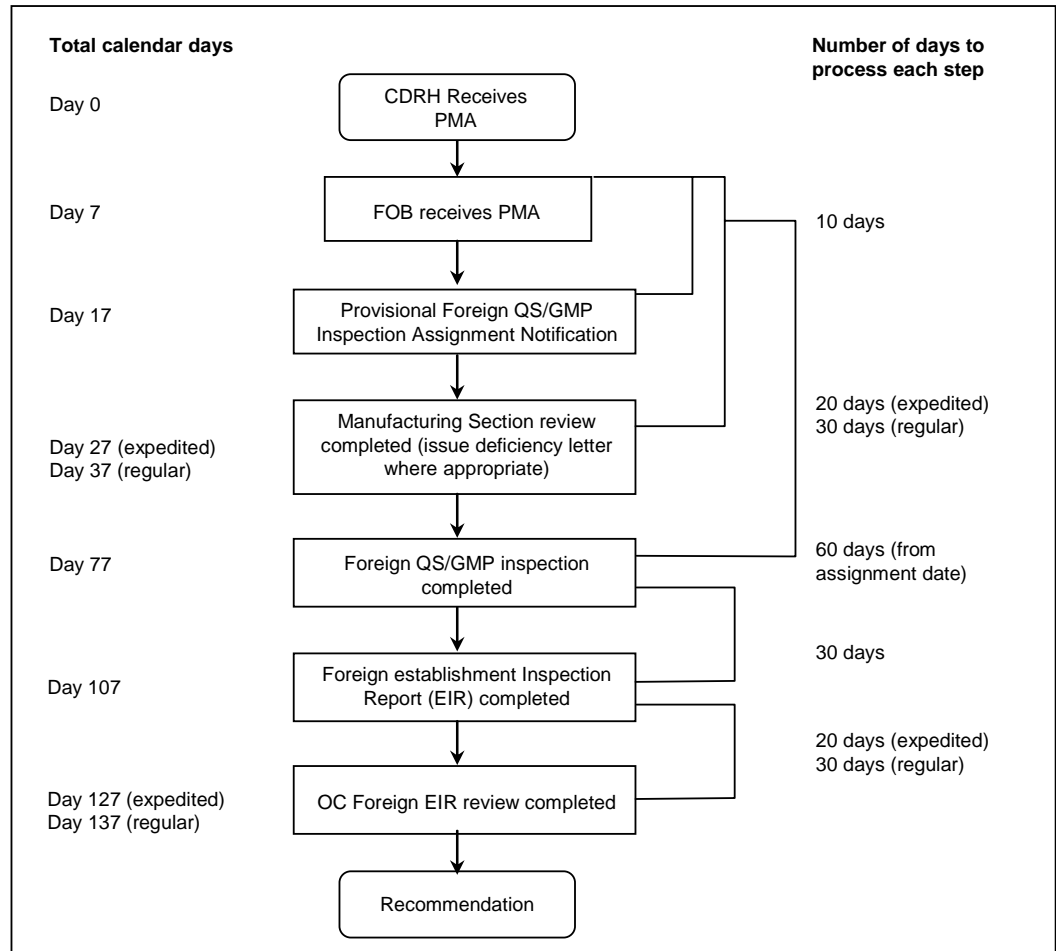 Total calendar days
Number of days to
process each step
Day 0
CDRH Receives
PMA
Day 7
FOB receives PMA
10 days
Day 17
Provisional Foreign QS/GMP
Inspection Assignment Notification
Day 27 (expedited)
Day 37 (regular)
Manufacturing Section review
completed (issue deficiency letter
where appropriate)
20 days (expedited)
30 days (regular)
Day 77
Foreign QS/GMP inspection
completed
60 days (from
assignment date)
30 days
Day 107
Foreign establishment Inspection
Report (EIR) completed
20 days (expedited)
30 days (regular)
Day 127 (expedited)
Day 137 (regular)
OC Foreign EIR review completed
Recommendation